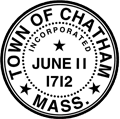 TOWN OF CHATHAM
INCORPORATED
JUNE 11
1712
MASS.